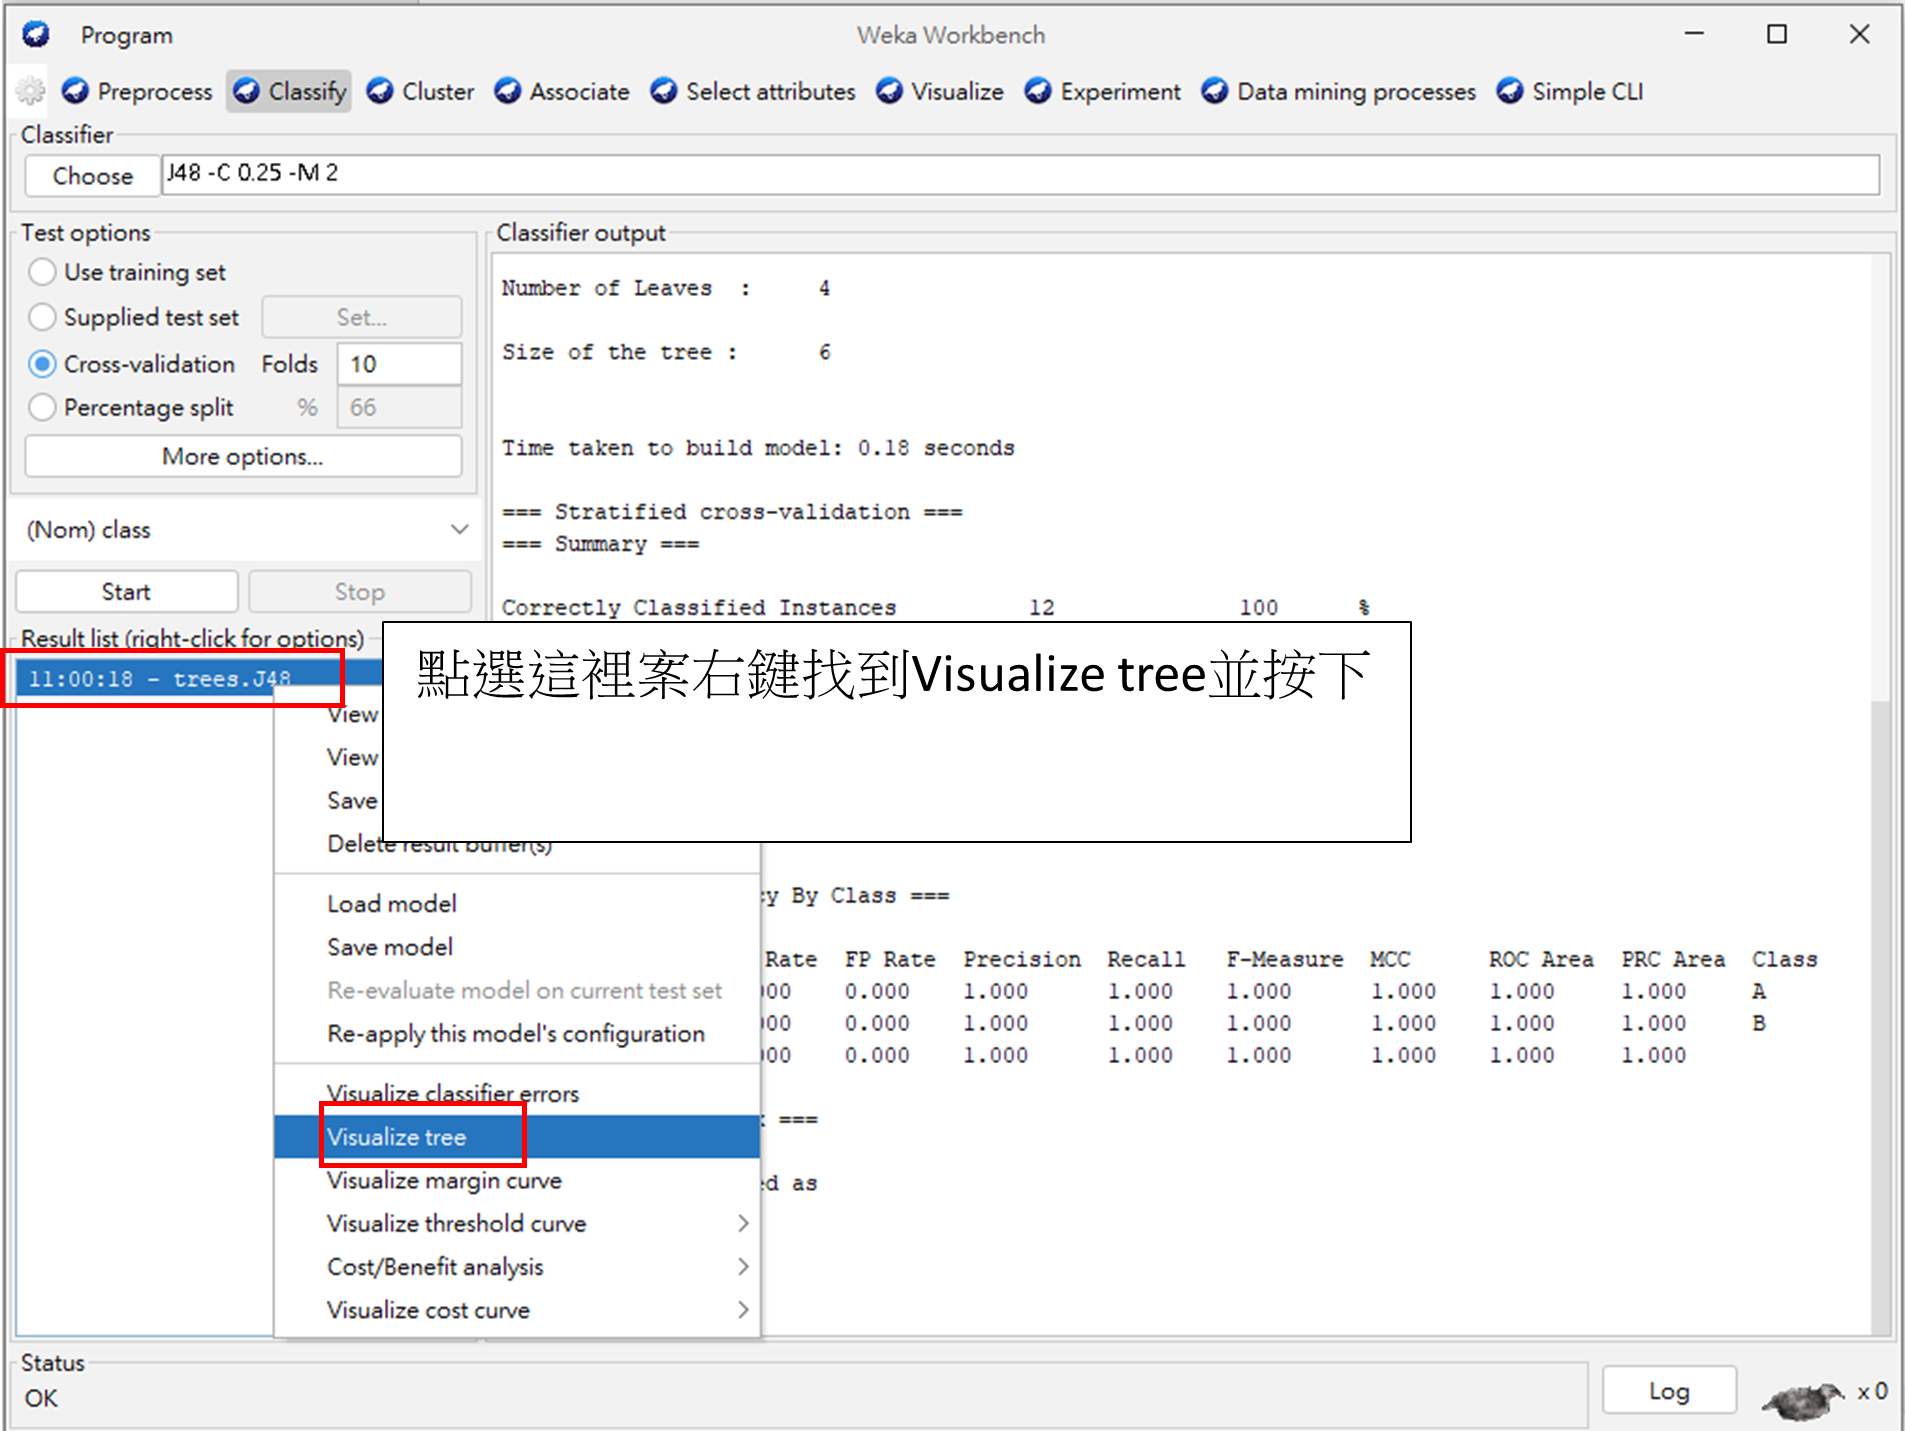 Program
Weka Workbench
Preprocess
Classify
Cluster
Associate
Select attributes
Visualize
Experiment
Data mining processes
Simple CLI
Classifier
Choose
J48 -C 0.25 -M 2
Test options
Use training set
Supplied test set
Set...
Cross-validation Folds 10
Percentage split % 66
More options...
(Nom) class
Start
Stop
Result list (right-click for options)
11:00:18 - trees.J48
Classifier output
Number of Leaves : 4
Size of the tree : 6
Time taken to build model: 0.18 seconds
=== Stratified cross-validation ===
=== Summary ===
Correctly Classified Instances 12 100 %
點選這裡案右鍵找到Visualize tree並按下
View
View
Save
Delete result buffer(s)
Load model
Save model
Re-evaluate model on current test set
Re-apply this model's configuration
Visualize classifier errors
Visualize tree
Visualize margin curve
Visualize threshold curve
Cost/Benefit analysis
Visualize cost curve
By Class ===
Rate FP Rate Precision Recall F-Measure MCC ROC Area PRC Area Class
0.000 1.000 1.000 1.000 1.000 1.000 1.000 A
0.000 1.000 1.000 1.000 1.000 1.000 1.000 B
0.000 1.000 1.000 1.000 1.000 1.000 1.000
===
as
Status
OK
Log
x 0